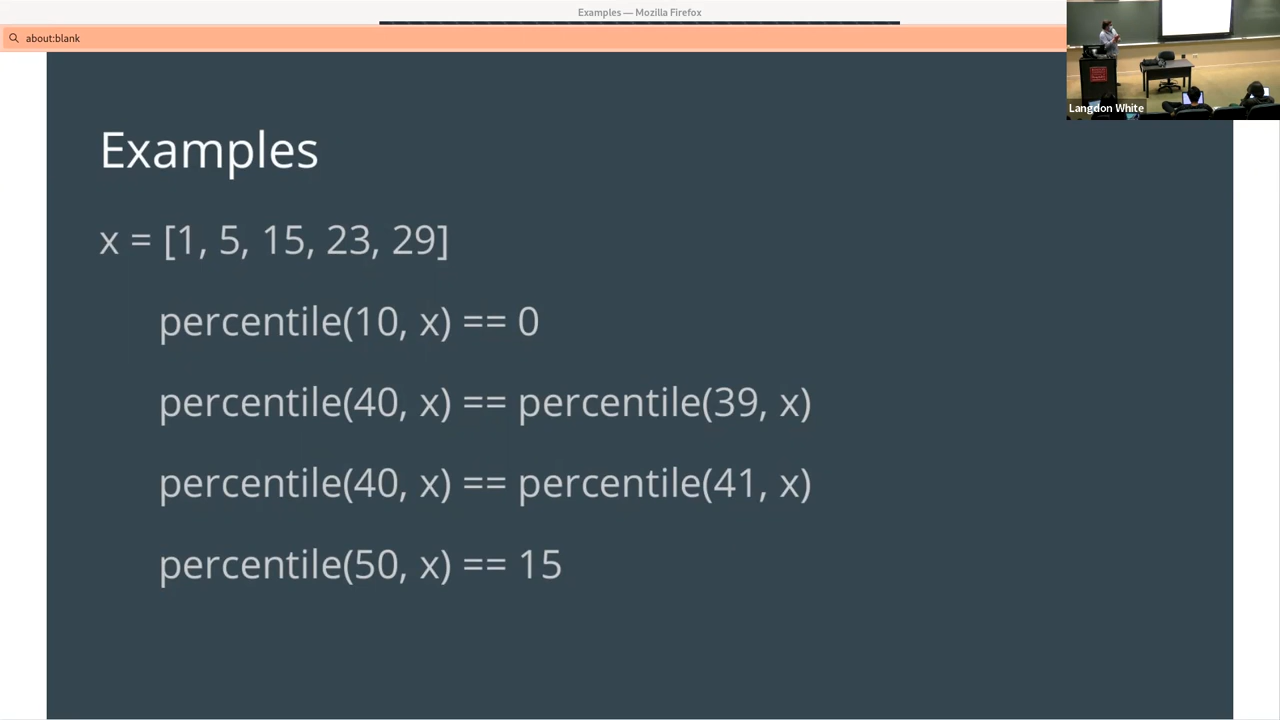 Examples — Mozilla Firefox
about:blank
Langdon White
Examples
x = [1, 5, 15, 23, 29]
percentile(10, x) == 0
percentile(40, x) == percentile(39, x)
percentile(40, x) == percentile(41, x)
percentile(50, x) == 15